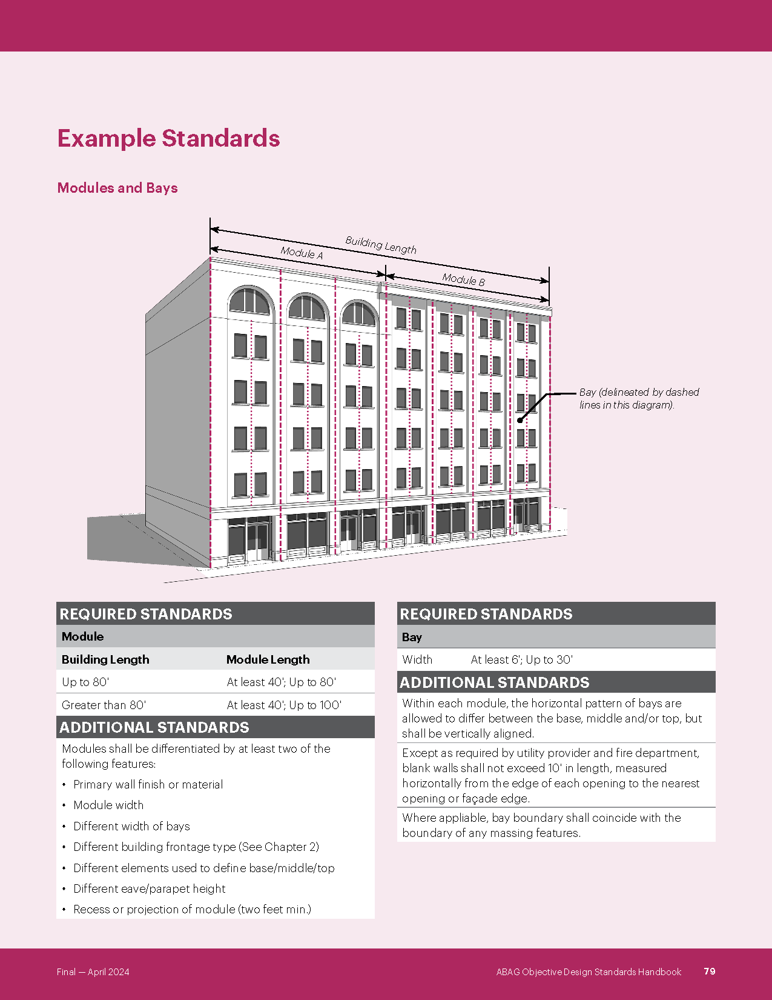 Example Standards
Modules and Bays
Building Length
Module A
Module B
Bay (delineated by dashed
lines in this diagram).
REQUIRED STANDARDS
Module
Building Length Module Length
Up to 80' At least 40'; Up to 80'
Greater than 80' At least 40'; Up to 100'
ADDITIONAL STANDARDS
Modules shall be differentiated by at least two of the
following features:
• Primary wall finish or material
• Module width
• Different width of bays
• Different building frontage type (See Chapter 2)
• Different elements used to define base/middle/top
• Different eave/parapet height
• Recess or projection of module (two feet min.)
REQUIRED STANDARDS
Bay
Width At least 6'; Up to 30'
ADDITIONAL STANDARDS
Within each module, the horizontal pattern of bays are
allowed to differ between the base, middle and/or top, but
shall be vertically aligned.
Except as required by utility provider and fire department,
blank walls shall not exceed 10' in length, measured
horizontally from the edge of each opening to the nearest
opening or façade edge.
Where appliable, bay boundary shall coincide with the
boundary of any massing features.
Final — April 2024
ABAG Objective Design Standards Handbook 79